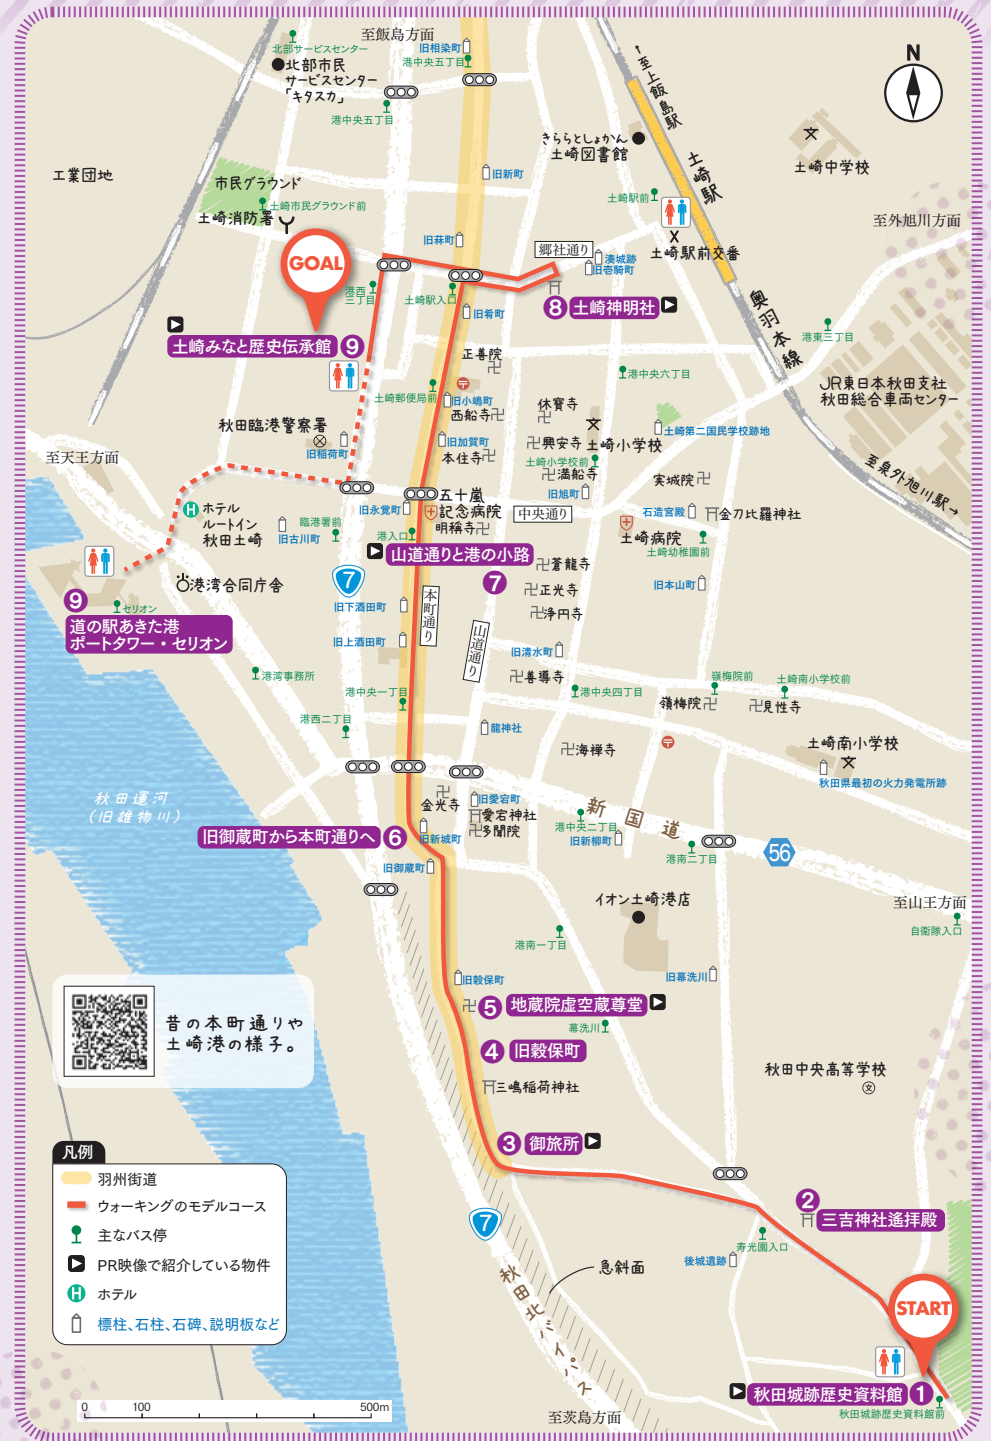 至飯島方面
北部サービスセンター
旧相染町
北部市民
サービスセンター
「キタスカ」
港中央五丁目
港中央五丁目
至上飯島駅
N
きららとしょかん
土崎図書館
土崎駅
土崎中学校
工業団地
市民グラウンド
土崎市民グラウンド前
土崎消防署
旧新町
土崎駅前
至外旭川方面
土崎駅前交番
旧萩町
郷社通り
湊城跡
旧壱騎町
GOAL
港西
三丁目
土崎駅入口
8 土崎神明社
旧肴町
奥羽本線
港東三丁目
土崎みなと歴史伝承館 9
正善院
港中央六丁目
JR東日本秋田支社
秋田総合車両センター
土崎郵便局前
旧小鴨町
西船寺
休寶寺
秋田臨港警察署
旧稲荷町
旧加賀町
本住寺
興安寺
土崎小学校
土崎第二国民学校跡地
至天王方面
土崎小学校前
満船寺
実城院
至泉外旭川駅
五十嵐
記念病院
旧旭町
ホテル
ルートイン
秋田土崎
臨港署前
旧古川町
旧永覚町
港入口
明稱寺
中央通り
石造宮殿
金刀比羅神社
土崎病院
土崎幼稚園前
山道通りと港の小路
7
蒼龍寺
港湾合同庁舎
7
正光寺
旧本山町
9
セリオン
道の駅あきた港
ポートタワー・セリオン
旧下酒田町
本町通り
浄円寺
旧上酒田町
山道通り
旧清水町
港湾事務所
善導寺
嶺梅院前
土崎南小学校前
港中央一丁目
港中央四丁目
嶺梅院
見性寺
港西二丁目
龍神社
海禅寺
土崎南小学校
秋田県最初の火力発電所跡
秋田運河
(旧雄物川)
金光寺
旧愛宕町
愛宕神社
多聞院
新国道
港中央二丁目
旧御蔵町から本町通りへ 6
旧新城町
旧新柳町
港南二丁目
56
旧御蔵町
イオン土崎港店
至山王方面
自衛隊入口
港南一丁目
旧穀保町
旧幕洗川
5 地蔵院虚空蔵尊堂
昔の本町通りや
土崎港の様子。
幕洗川
4 旧穀保町
三嶋稲荷神社
秋田中央高等学校
3 御旅所
凡例
羽州街道
ウォーキングのモデルコース
主なバス停
PR映像で紹介している物件
H ホテル
標柱、石柱、石碑、説明板など
2
三吉神社遙拝殿
7
寿光園入口
後城遺跡
急斜面
秋田北バイパス
START
秋田城跡歴史資料館 1
秋田城跡歴史資料館前
0 100 500m
至茨島方面